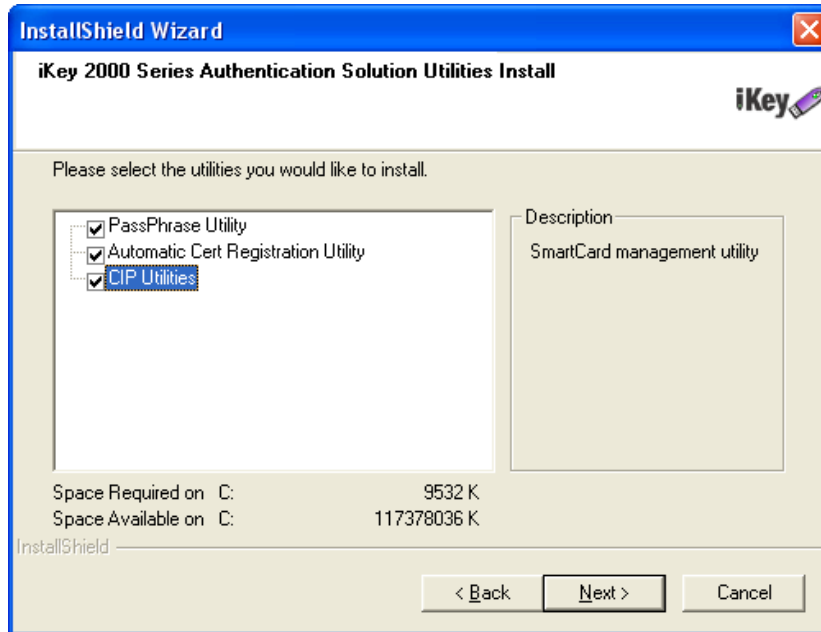 InstallShield Wizard
iKey 2000 Series Authentication Solution Utilities Install
iKey
Please select the utilities you would like to install.
PassPhrase Utility
Automatic Cert Registration Utility
CIP Utilities
Description
SmartCard management utility
Space Required on C: 9532 K
Space Available on C: 117378036 K
InstallShield
< Back Next > Cancel